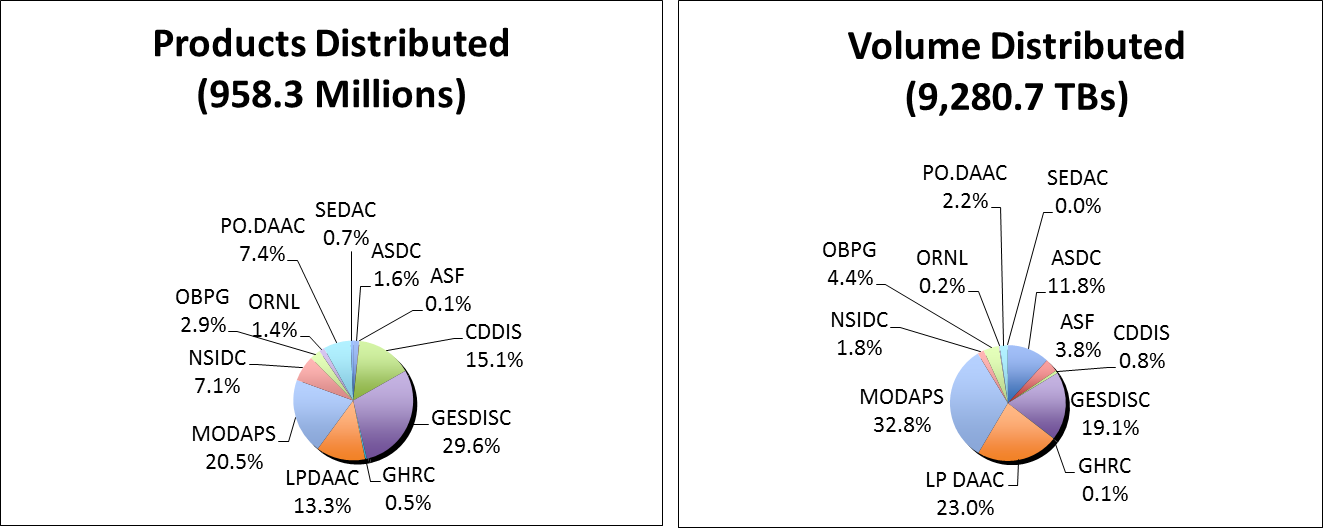 Products Distributed
(958.3 Millions)
SEDAC
0.7%
PO.DAAC
7.4%
ASDC
1.6%
ASF
0.1%
OBPG
2.9%
ORNL
1.4%
CDDIS
15.1%
NSIDC
7.1%
GESDISC
29.6%
MODAPS
20.5%
LPDAAC
13.3%
GHRC
0.5%
Volume Distributed
(9,280.7 TBs)
PO.DAAC
2.2%
SEDAC
0.0%
OBPG
4.4%
ORNL
0.2%
ASDC
11.8%
NSIDC
1.8%
ASF
3.8%
CDDIS
0.8%
MODAPS
32.8%
GESDISC
19.1%
LP DAAC
23.0%
GHRC
0.1%